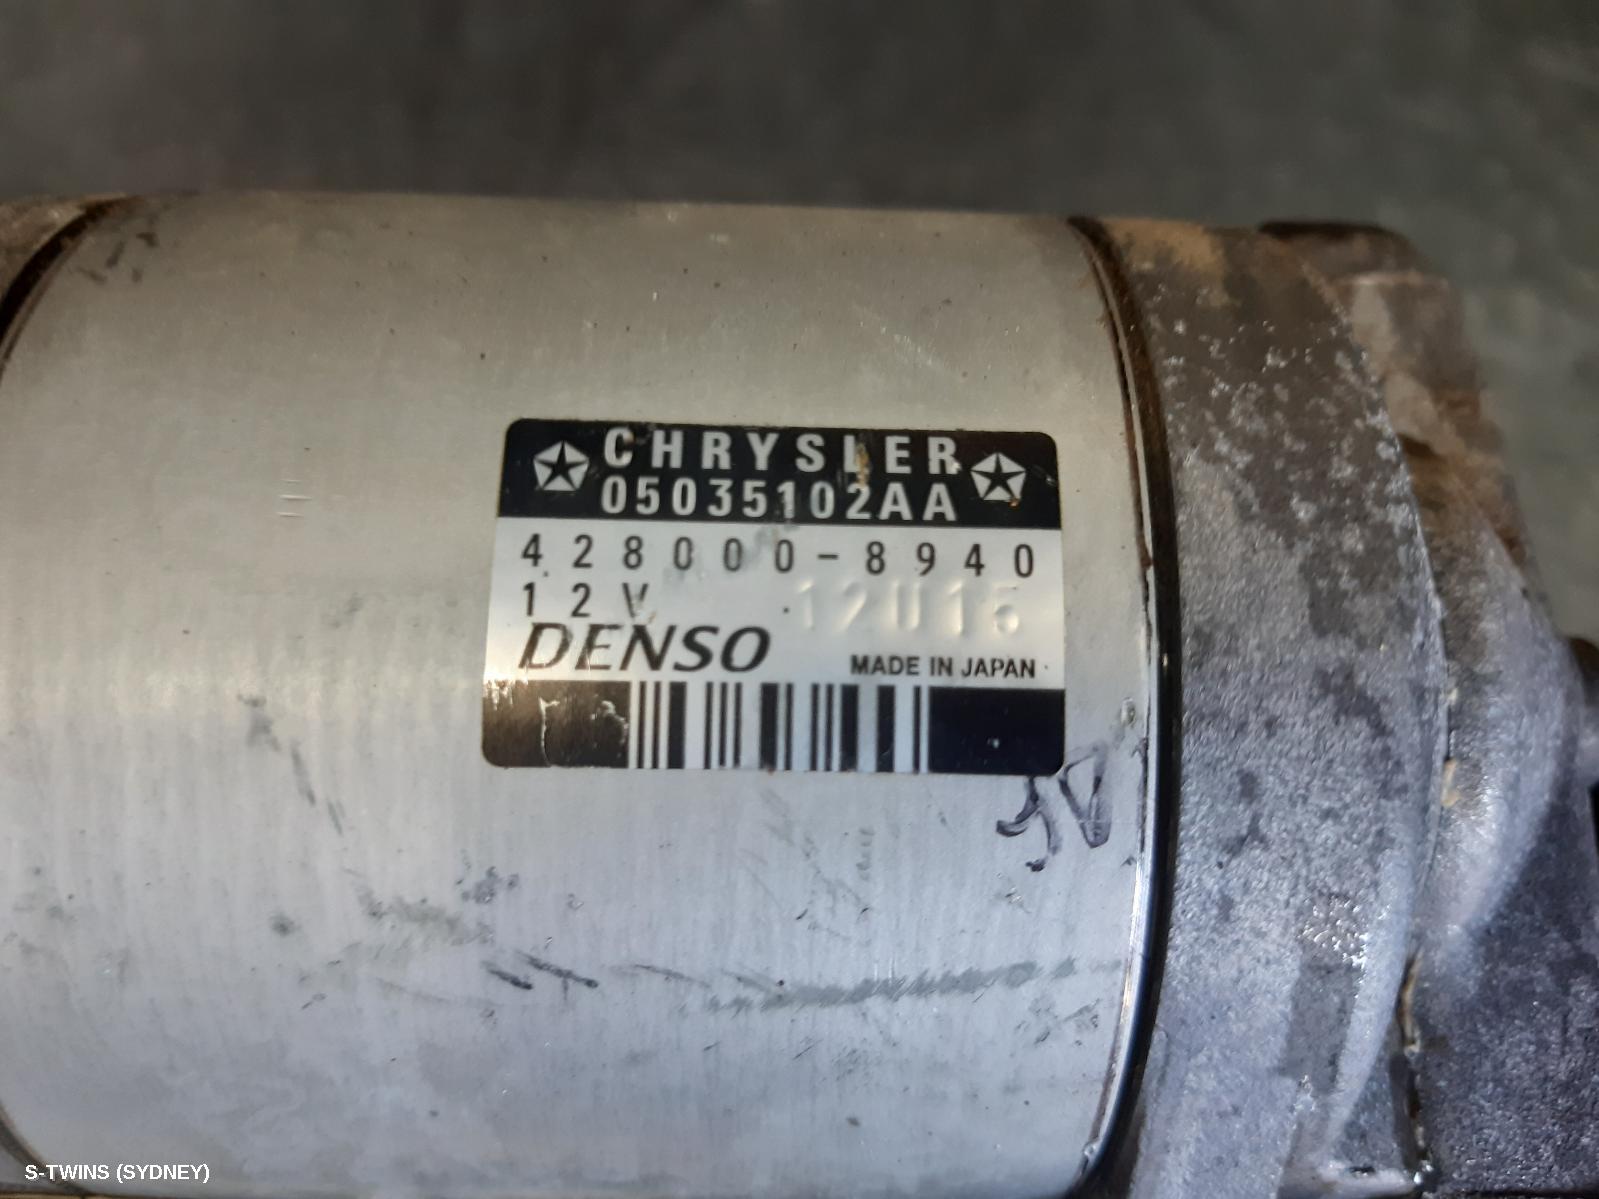 CHRYSLER
05035102AA
428000-8940
12V 12U15
DENSO MADE IN JAPAN
S-TWINS (SYDNEY)